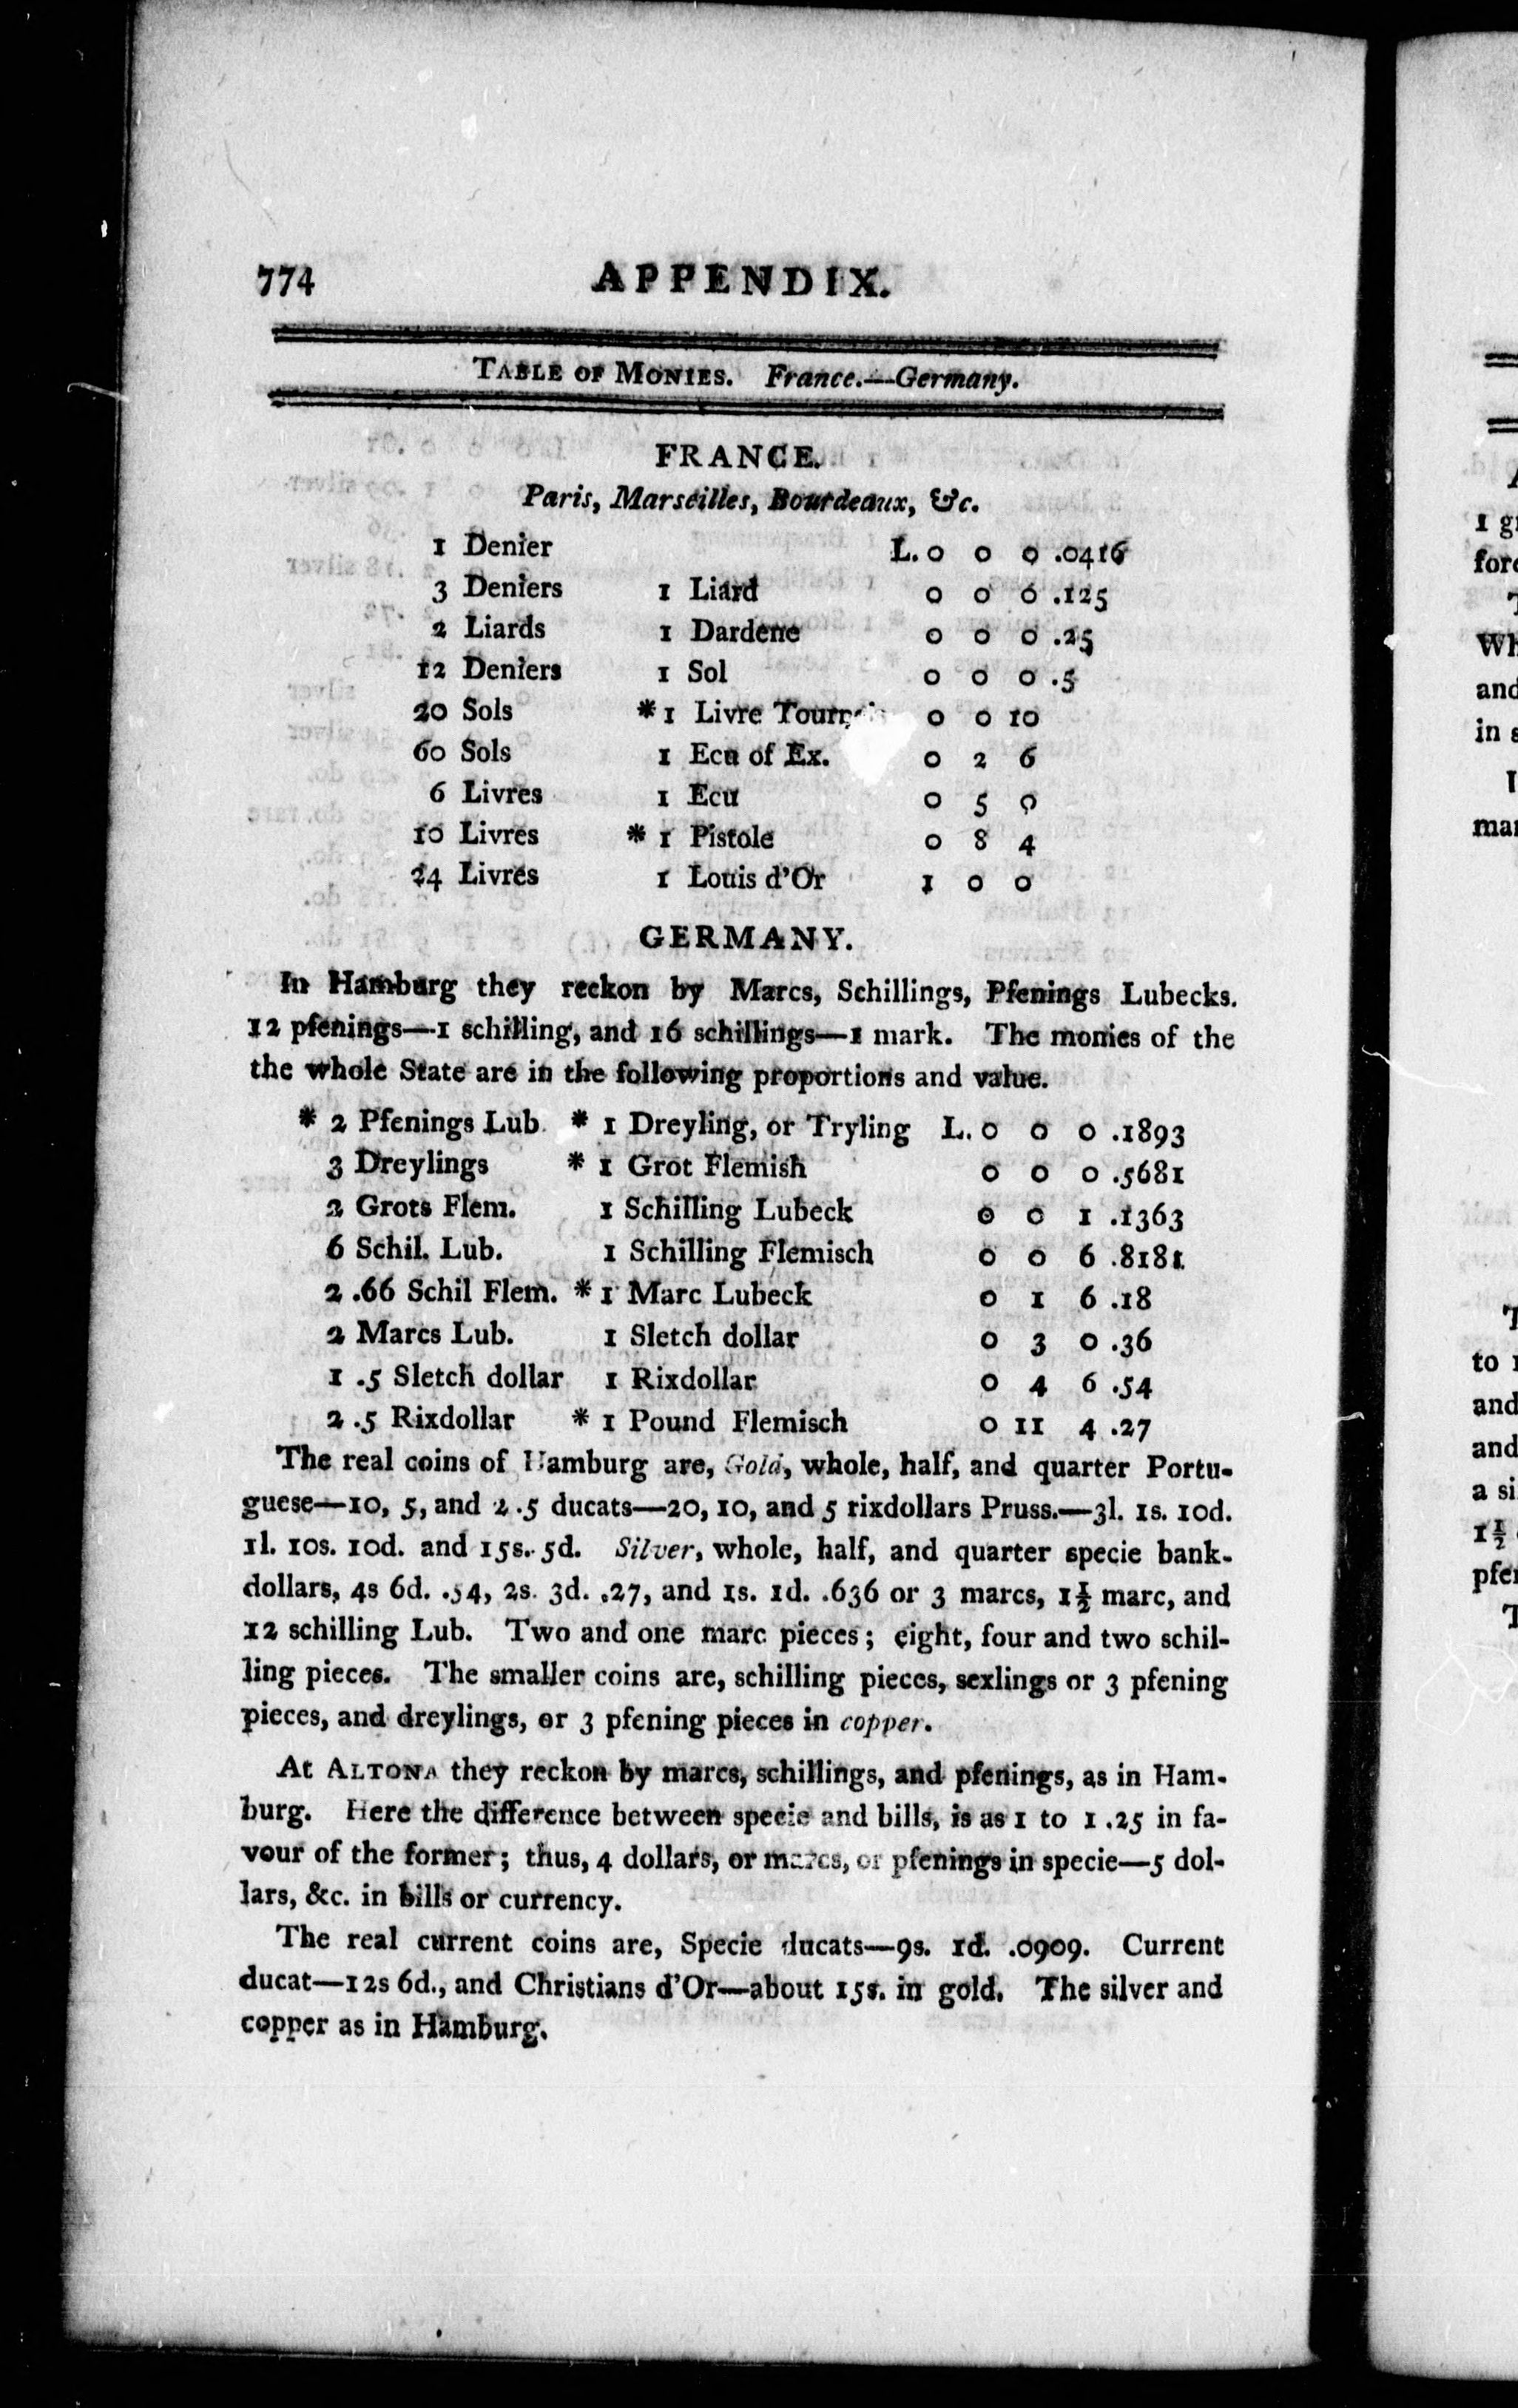 774 APPENDIX.
TABLE OF MONIES. France.—Germany.
FRANCE.
Paris, Marseilles, Bourdeaux, &c.
1 Denier L. 0 0 0 .0416
3 Deniers 1 Liard 0 0 0 .125
2 Liards 1 Dardene 0 0 0 .25
12 Deniers 1 Sol 0 0 0 .5
20 Sols * 1 Livre 0 0 10
60 Sols 1 Ecu of Ex. 0 2 6
6 Livres 1 Ecu 0 5 0
10 Livres * 1 Pistole 0 8 4
24 Livres 1 Louis d'Or 1 0 0
GERMANY.
In Hamburg they reckon by Marcs, Schillings, Pfenings Lubecks.
12 pfenings—1 schilling, and 16 schillings—1 mark. The monies of the
the whole State are in the following proportions and value.
* 2 Pfenings Lub. * 1 Dreyling, or Tryling L. 0 0 0 .1893
3 Dreylings * 1 Grot Flemish 0 0 0 .5681
2 Grots Flem. 1 Schilling Lubeck 0 0 1 .1363
6 Schil. Lub. 1 Schilling Flemisch 0 0 6 .8181
2 .66 Schil Flem. * 1 Marc Lubeck 0 1 6 .18
2 Marcs Lub. 1 Sletch dollar 0 3 0 .36
1 .5 Sletch dollar 1 Rixdollar 0 4 6 .54
2 .5 Rixdollar * 1 Pound Flemisch 0 11 4 .27
The real coins of Hamburg are, Gold, whole, half, and quarter Portu-
guese—10, 5, and 2 .5 ducats—20, 10, and 5 rixdollars Pruss.—3l. 1s. 10d.
1l. 10s. 10d. and 15s. 5d. Silver, whole, half, and quarter specie bank-
dollars, 4s 6d. .54, 2s. 3d. .27, and 1s. 1d. .636 or 3 marcs, 1½ marc, and
12 schilling Lub. Two and one marc pieces; eight, four and two schil-
ling pieces. The smaller coins are, schilling pieces, sexlings or 3 pfening
pieces, and dreylings, or 3 pfening pieces in copper.
At ALTONA they reckon by marcs, schillings, and pfenings, as in Ham-
burg. Here the difference between specie and bills, is as 1 to 1 .25 in fa-
vour of the former; thus, 4 dollars, or marcs, or pfenings in specie—5 dol-
lars, &c. in bills or currency.
The real current coins are, Specie ducats—9s. 1d. .0909. Current
ducat—12s 6d., and Christians d'Or—about 15s. in gold. The silver and
copper as in Hamburg.